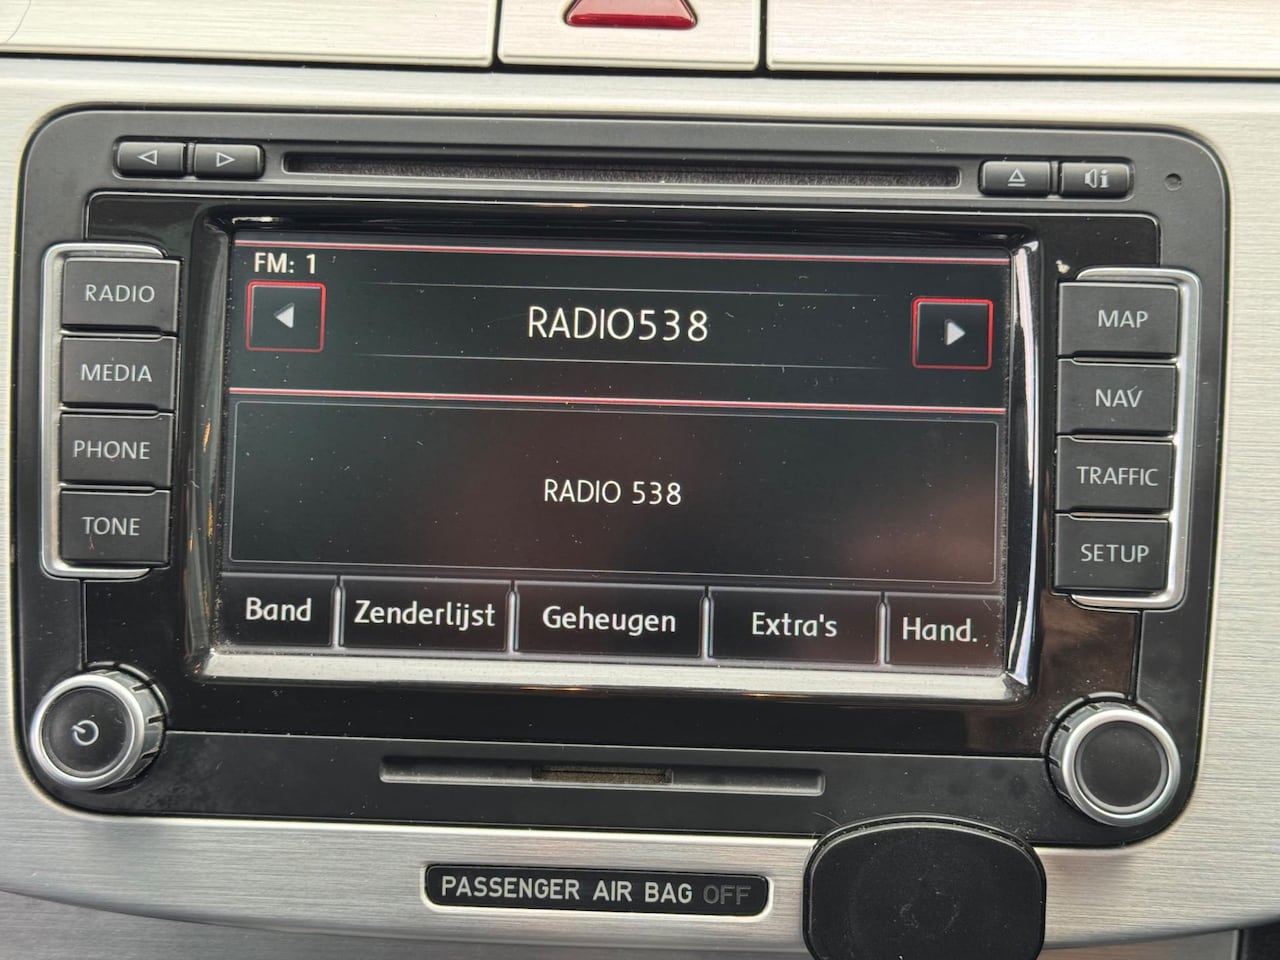 FM: 1
RADIO538
RADIO 538
Band
Zenderlijst
Geheugen
Extra's
Hand.
RADIO
MEDIA
PHONE
TONE
MAP
NAV
TRAFFIC
SETUP
PASSENGER AIR BAG OFF